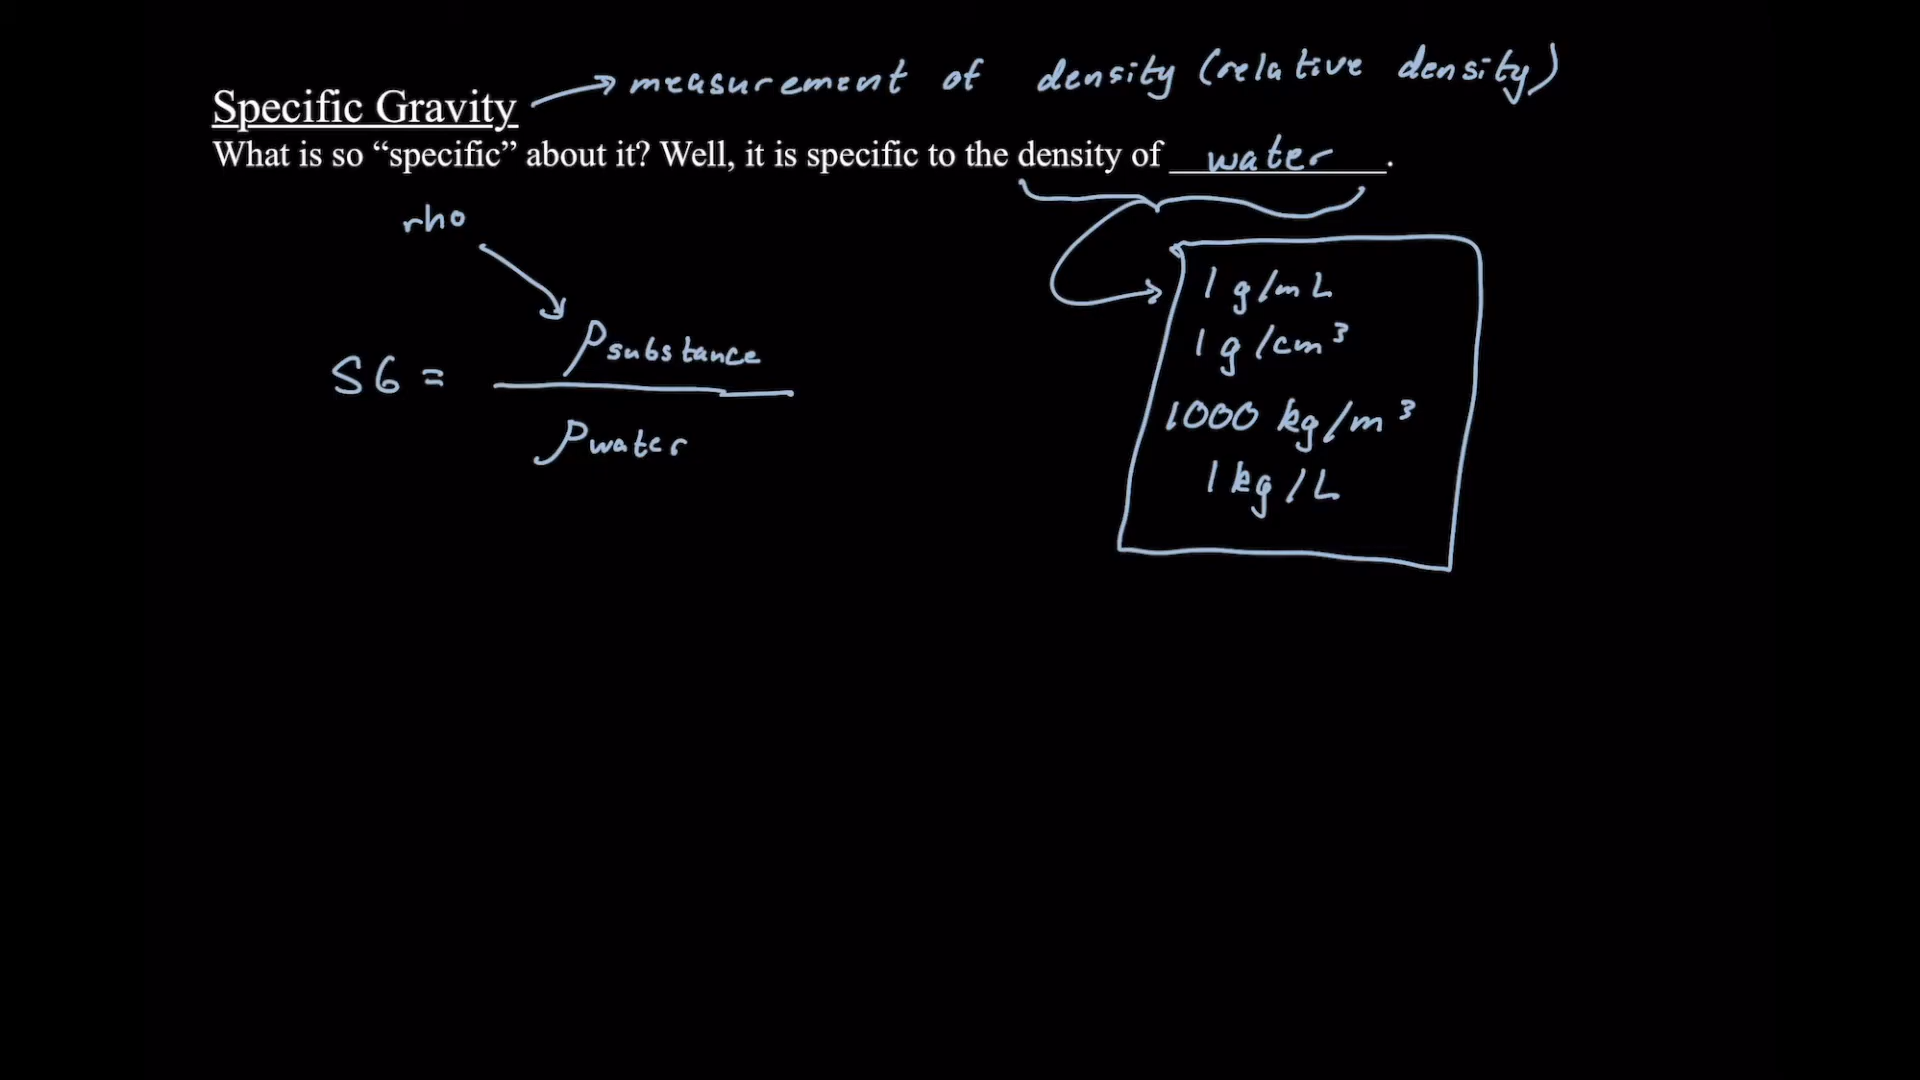 Specific Gravity → measurement of density (relative density)
What is so “specific” about it? Well, it is specific to the density of water.
rho
SG = ρsubstance / ρwater
1 g/mL
1 g/cm³
1000 kg/m³
1 kg/L